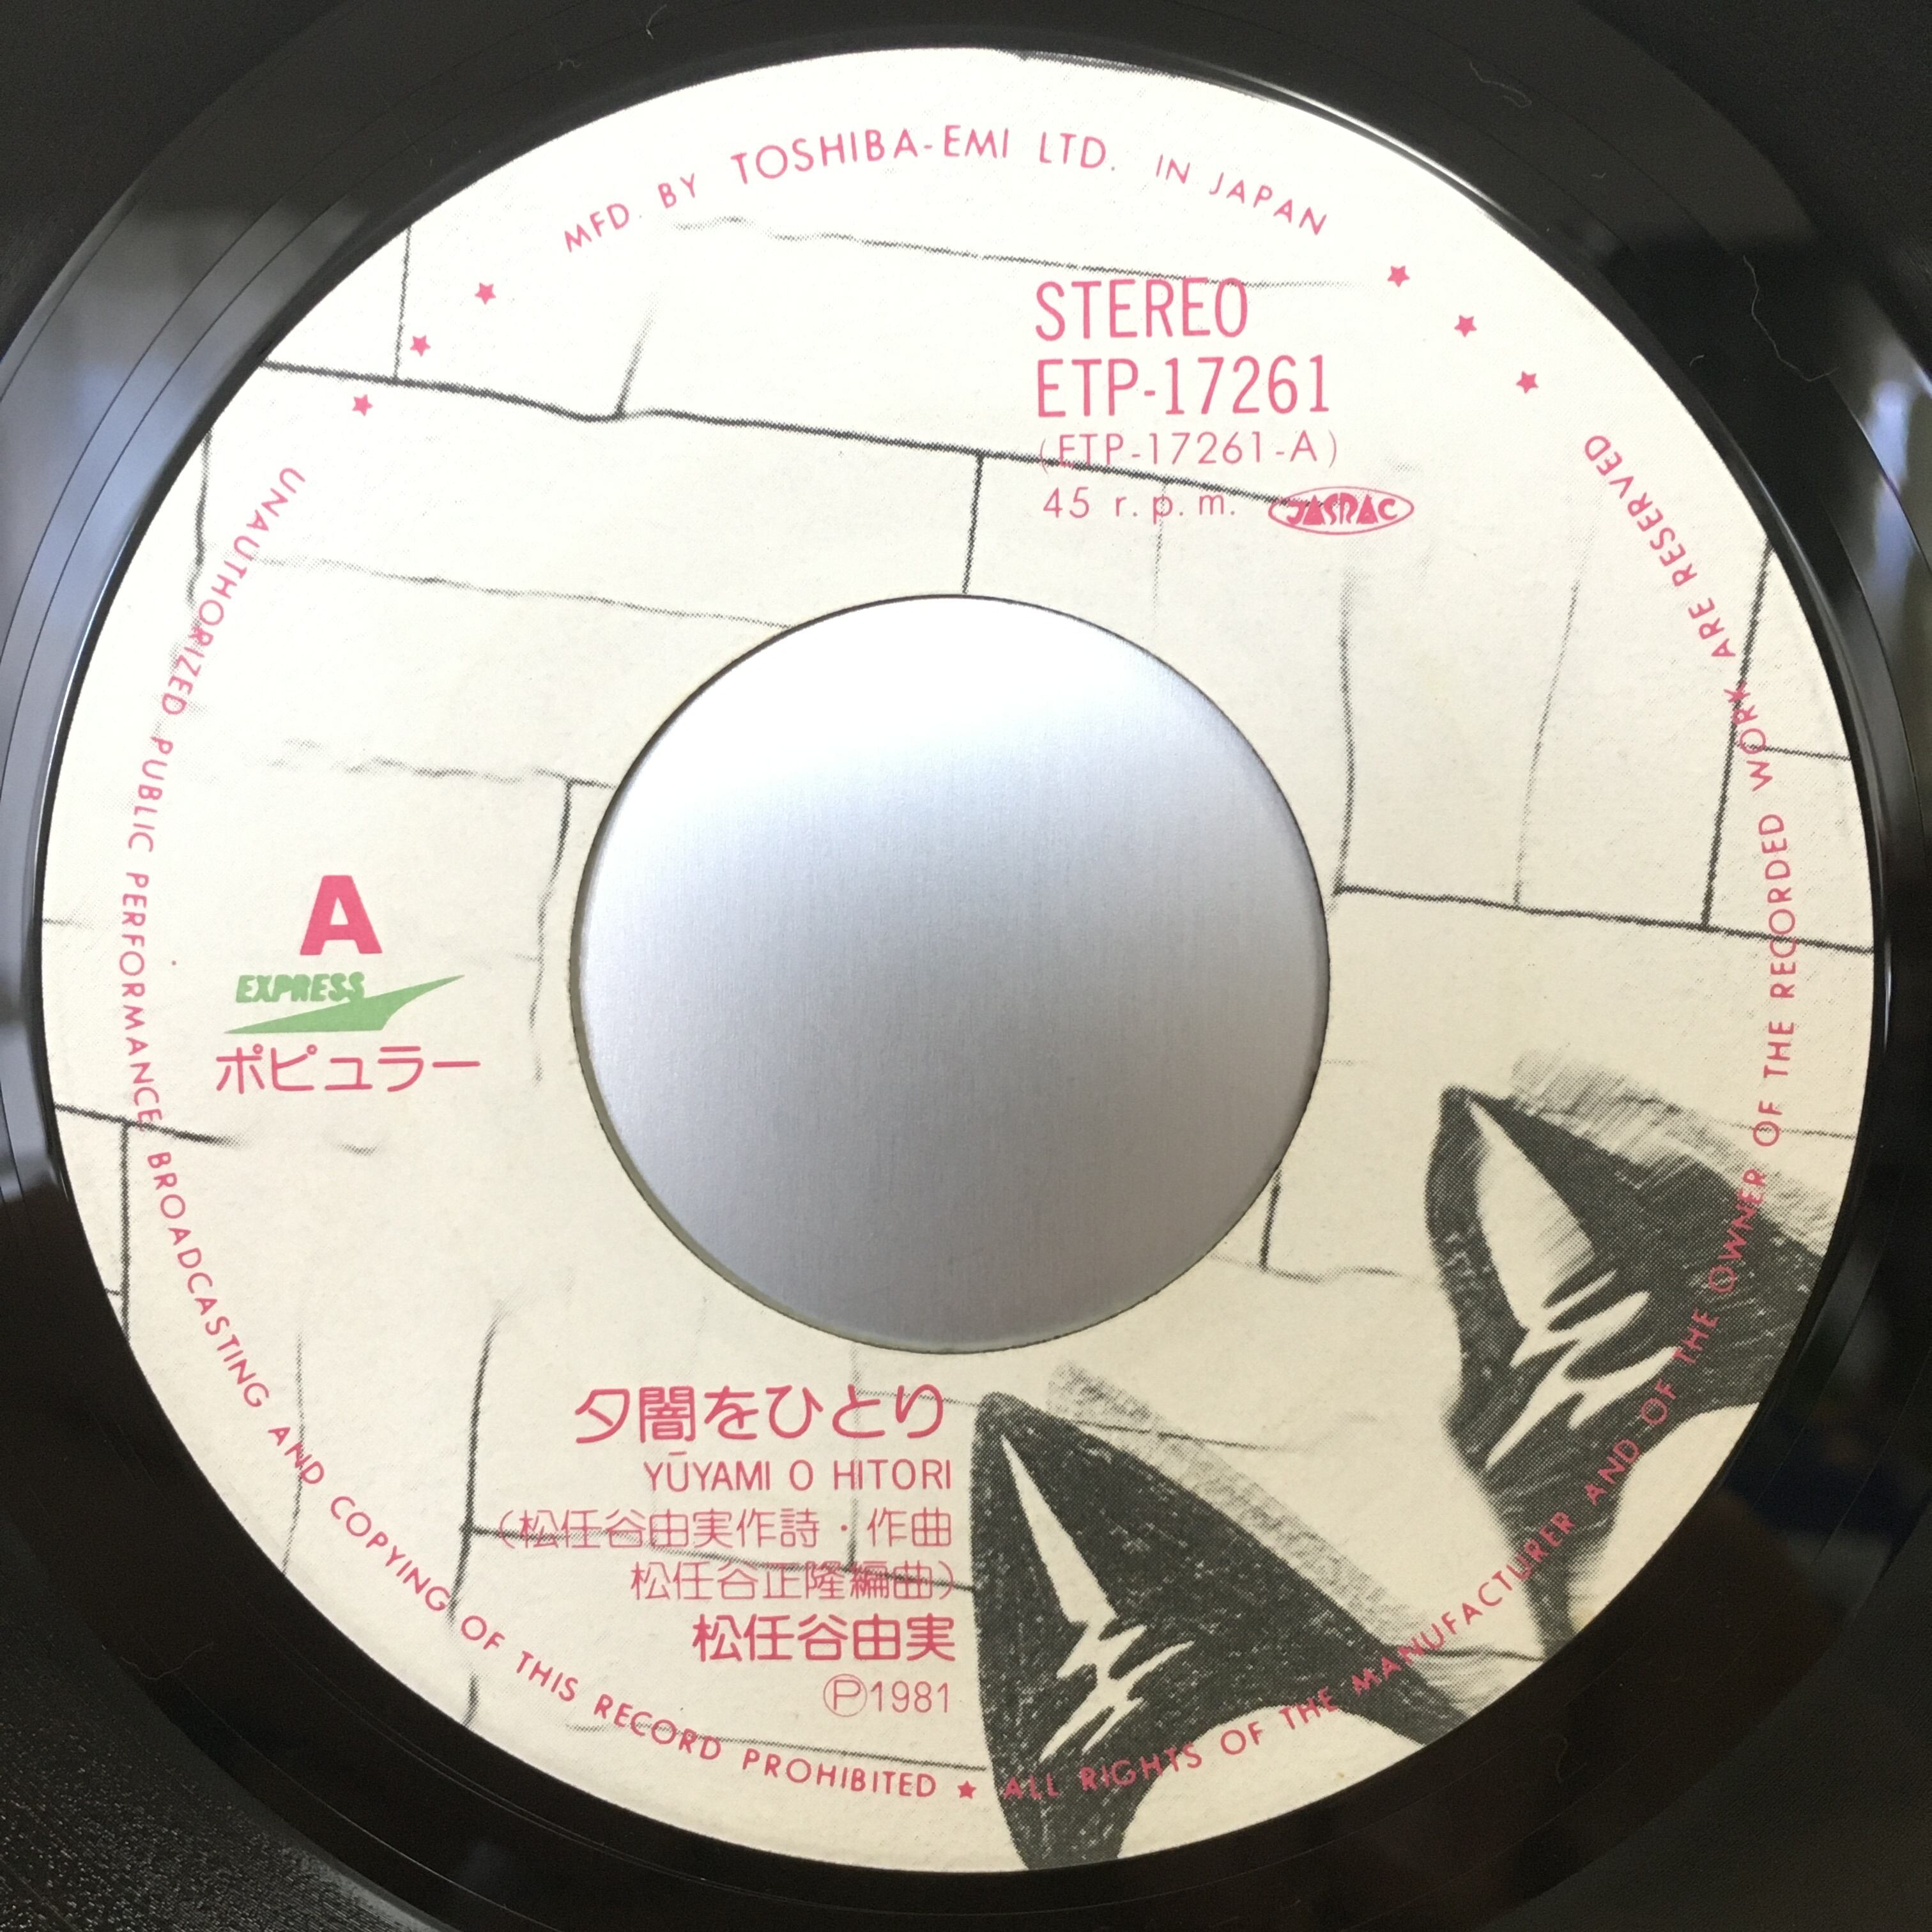 MFD. BY TOSHIBA-EMI LTD. IN JAPAN
STEREO
ETP-17261
(ETP-17261-A)
45 r.p.m. JASRAC
A
EXPRESS
ポピュラー
夕闇をひとり
YŪYAMI O HITORI
(松任谷由実作詩・作曲
松任谷正隆編曲)
松任谷由実
Ⓟ1981
UNAUTHORIZED PUBLIC PERFORMANCE BROADCASTING AND COPYING OF THIS RECORD PROHIBITED ★ ALL RIGHTS OF THE MANUFACTURER AND OF THE OWNER OF THE RECORDED WORK ARE RESERVED